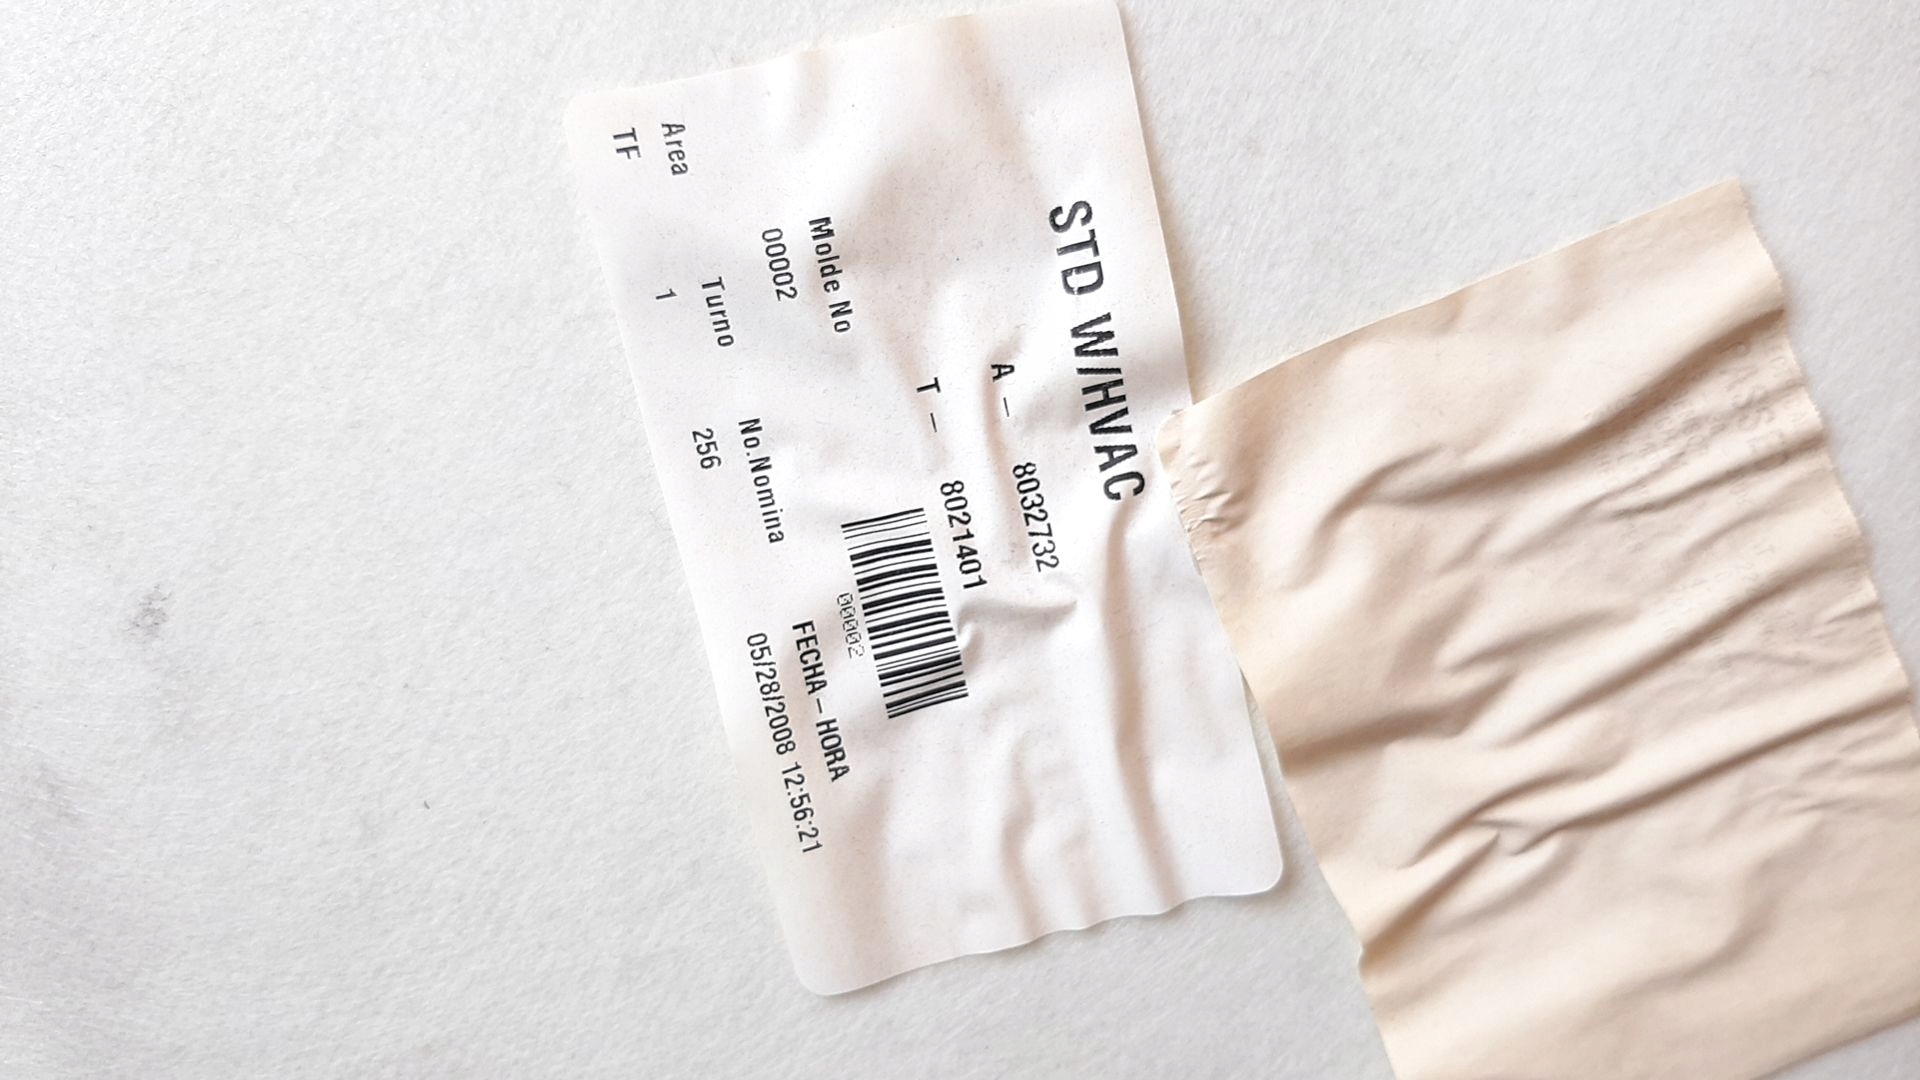 STD W/HVAC
A – 8032732
T – 8021401
Molde No
00002
00002
Area Turno No.Nomina FECHA – HORA
TF 1 256 05/28/2008 12:56:21